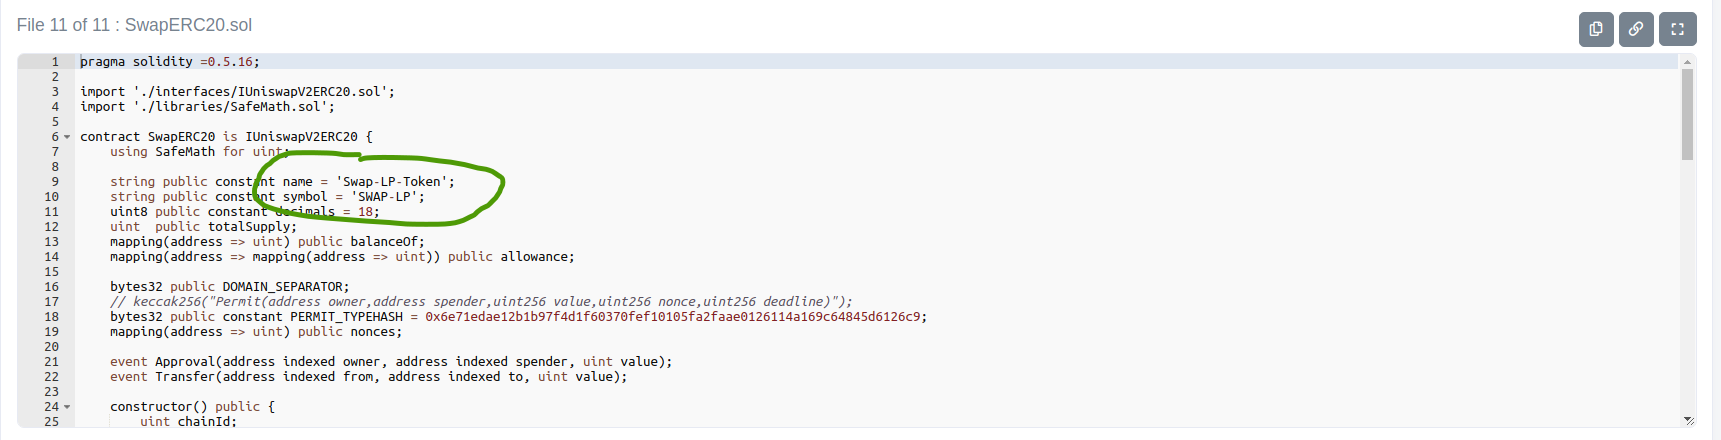 File 11 of 11 : SwapERC20.sol
1 pragma solidity =0.5.16;
2
3 import './interfaces/IUniswapV2ERC20.sol';
4 import './libraries/SafeMath.sol';
5
6 contract SwapERC20 is IUniswapV2ERC20 {
7 using SafeMath for uint;
8
9 string public constant name = 'Swap-LP-Token';
10 string public constant symbol = 'SWAP-LP';
11 uint8 public constant decimals = 18;
12 uint  public totalSupply;
13 mapping(address => uint) public balanceOf;
14 mapping(address => mapping(address => uint)) public allowance;
15
16 bytes32 public DOMAIN_SEPARATOR;
17 // keccak256("Permit(address owner,address spender,uint256 value,uint256 nonce,uint256 deadline)");
18 bytes32 public constant PERMIT_TYPEHASH = 0x6e71edae12b1b97f4d1f60370fef10105fa2faae0126114a169c64845d6126c9;
19 mapping(address => uint) public nonces;
20
21 event Approval(address indexed owner, address indexed spender, uint value);
22 event Transfer(address indexed from, address indexed to, uint value);
23
24 constructor() public {
25 uint chainId;